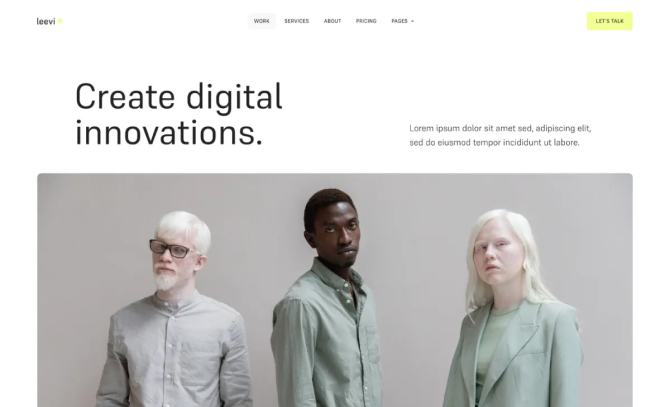 leevi
WORK
SERVICES
ABOUT
PRICING
PAGES
LET'S TALK
Create digital
innovations.
Lorem ipsum dolor sit amet sed, adipiscing elit,
sed do eiusmod tempor incididunt ut labore.